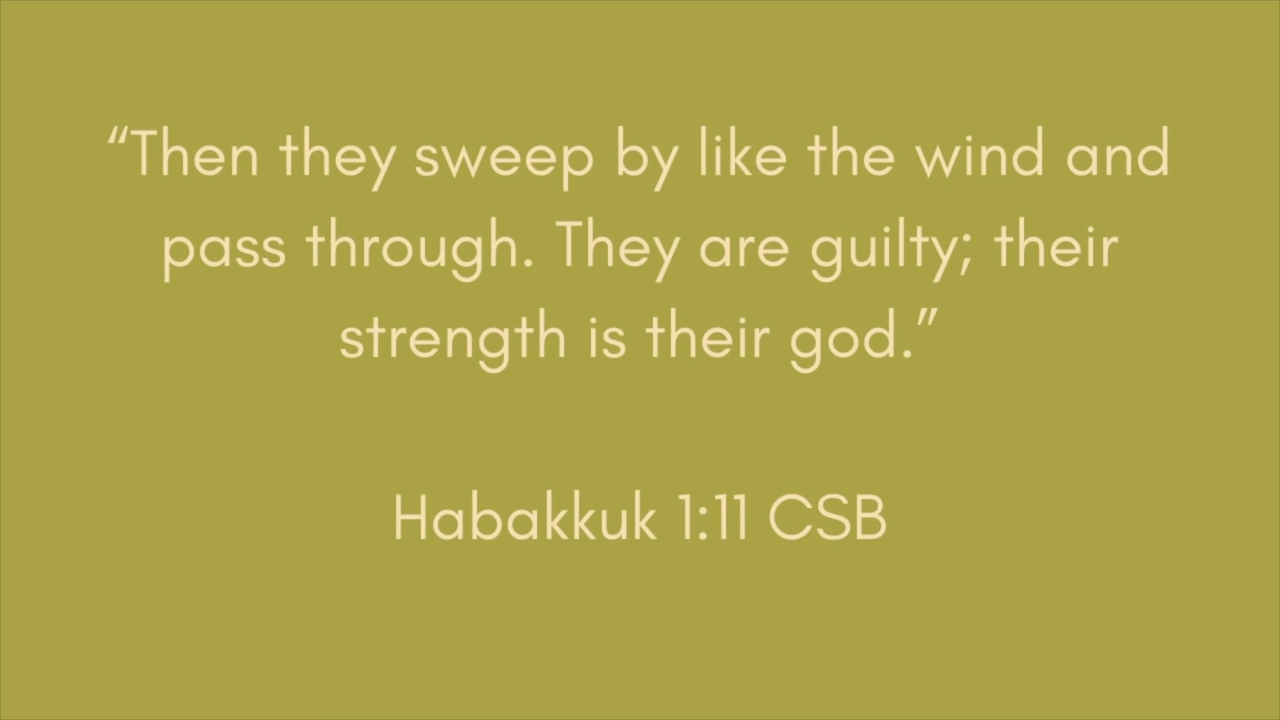 “Then they sweep by like the wind and
pass through. They are guilty; their
strength is their god.”
Habakkuk 1:11 CSB